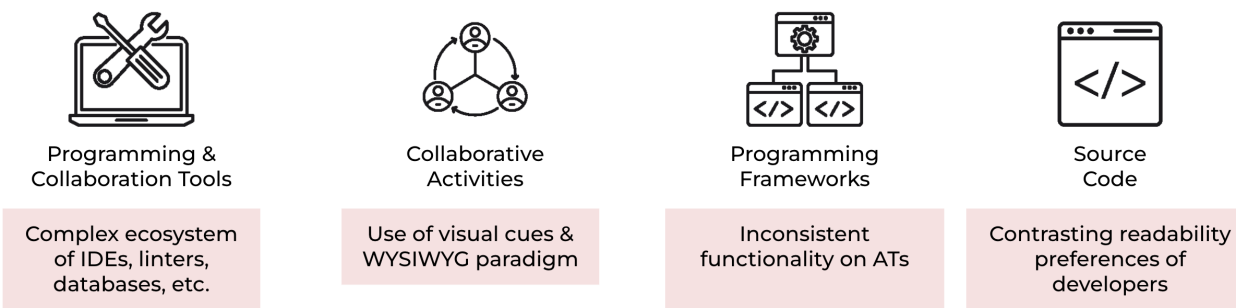 Programming &
Collaboration Tools
Complex ecosystem
of IDEs, linters,
databases, etc.
Collaborative
Activities
Use of visual cues &
WYSIWYG paradigm
Programming
Frameworks
Inconsistent
functionality on ATs
Source
Code
Contrasting readability
preferences of
developers